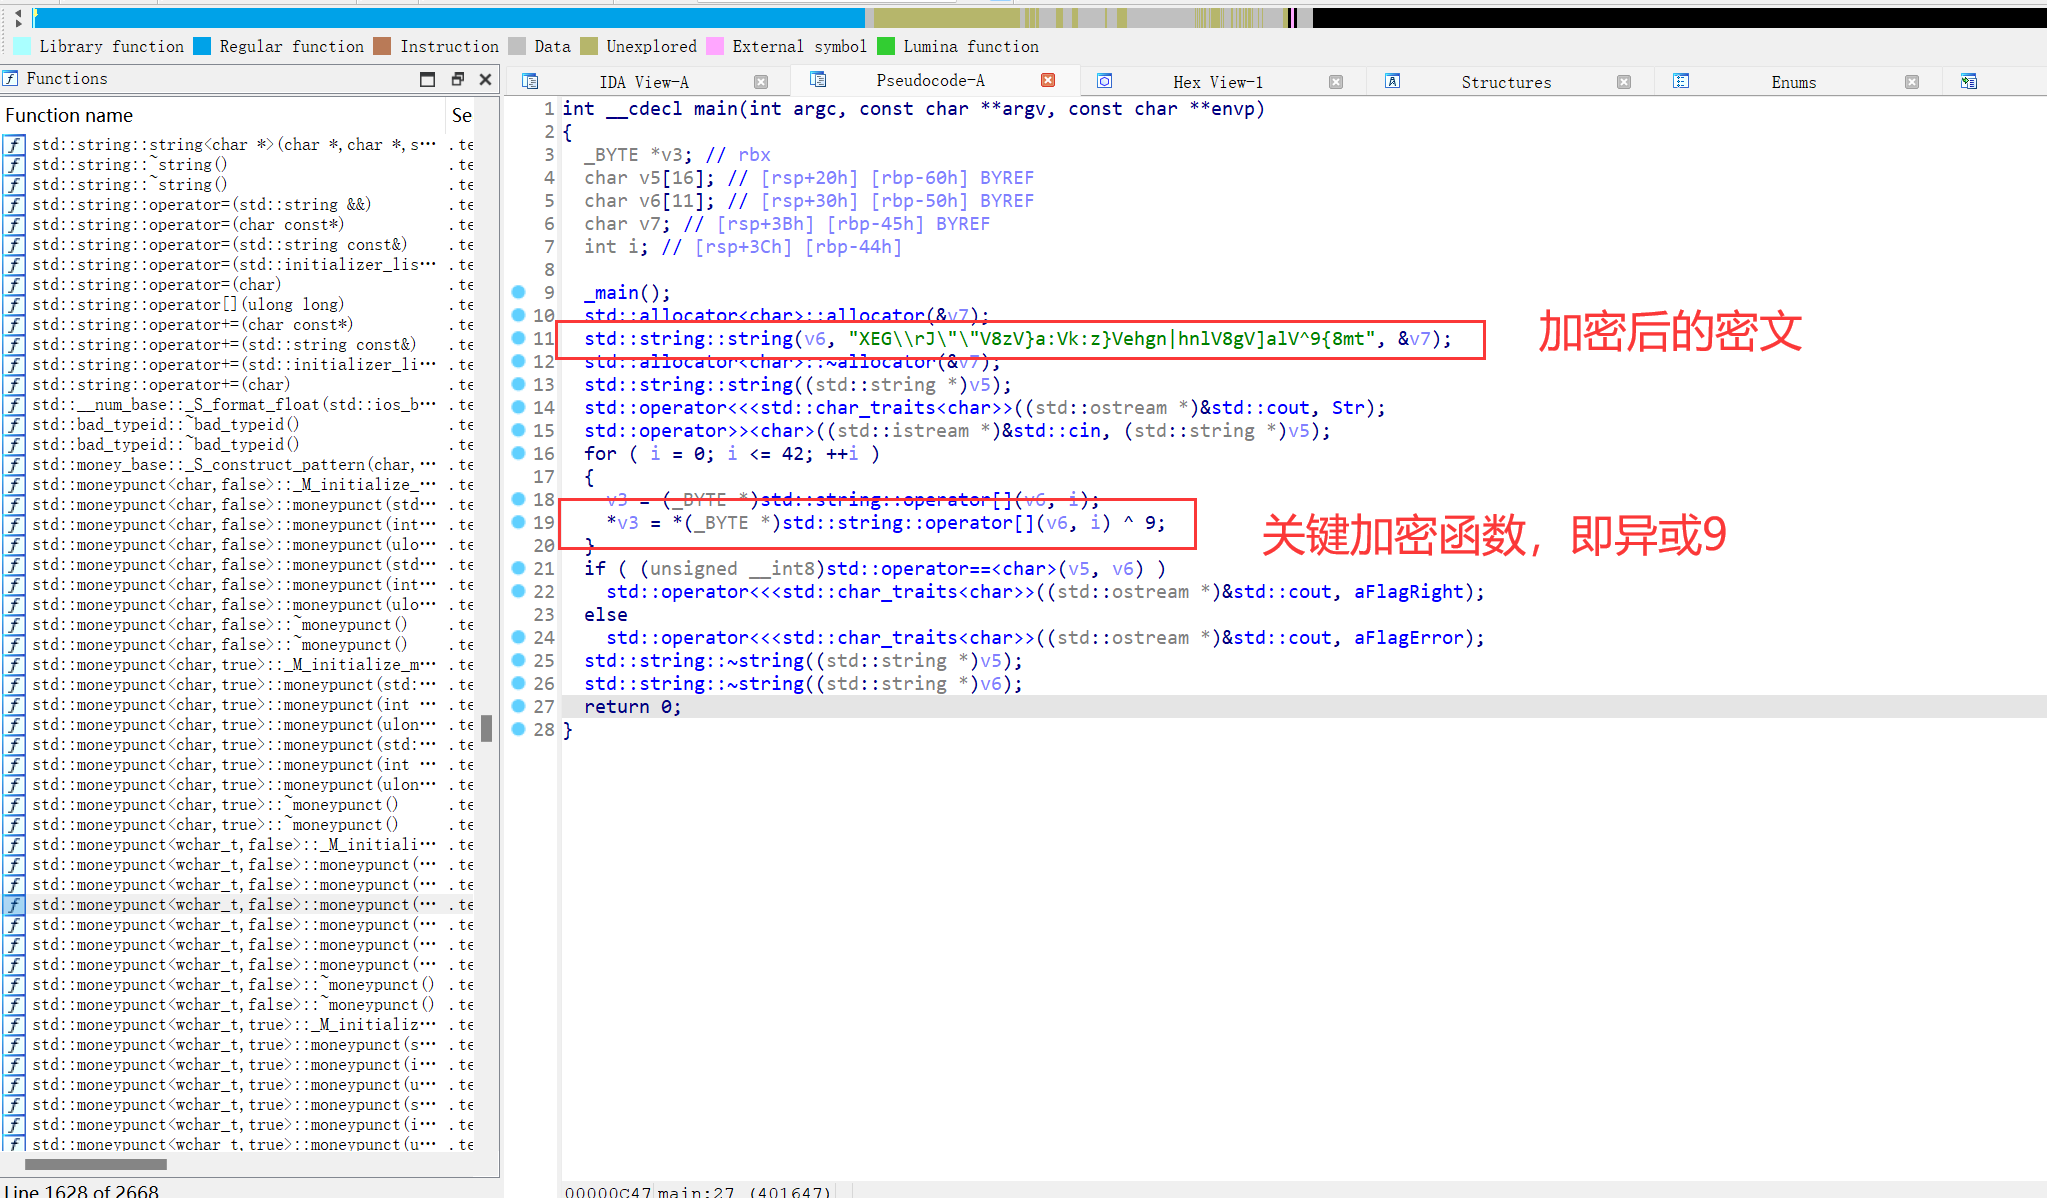 Library function Regular function Instruction Data Unexplored External symbol Lumina function
Functions
IDA View-A Pseudocode-A Hex View-1 Structures Enums
Function name Se
std::string::string<char *>(char *,char *,s… .te
std::string::~string() .te
std::string::~string() .te
std::string::operator=(std::string &&) .te
std::string::operator=(char const*) .te
std::string::operator=(std::string const&) .te
std::string::operator=(std::initializer_lis… .te
std::string::operator=(char) .te
std::string::operator[](ulong long) .te
std::string::operator+=(char const*) .te
std::string::operator+=(std::string const&) .te
std::string::operator+=(std::initializer_li… .te
std::string::operator+=(char) .te
std::__num_base::_S_format_float(std::ios_b… .te
std::bad_typeid::~bad_typeid() .te
std::bad_typeid::~bad_typeid() .te
std::money_base::_S_construct_pattern(char,… .te
std::moneypunct<char,false>::_M_initialize_… .te
std::moneypunct<char,false>::moneypunct(std… .te
std::moneypunct<char,false>::moneypunct(int… .te
std::moneypunct<char,false>::moneypunct(ulo… .te
std::moneypunct<char,false>::moneypunct(std… .te
std::moneypunct<char,false>::moneypunct(int… .te
std::moneypunct<char,false>::moneypunct(ulo… .te
std::moneypunct<char,false>::~moneypunct() .te
std::moneypunct<char,false>::~moneypunct() .te
std::moneypunct<char,true>::_M_initialize_m… .te
std::moneypunct<char,true>::moneypunct(std:… .te
std::moneypunct<char,true>::moneypunct(int … .te
std::moneypunct<char,true>::moneypunct(ulon… .te
std::moneypunct<char,true>::moneypunct(std:… .te
std::moneypunct<char,true>::moneypunct(int … .te
std::moneypunct<char,true>::moneypunct(ulon… .te
std::moneypunct<char,true>::~moneypunct() .te
std::moneypunct<char,true>::~moneypunct() .te
std::moneypunct<wchar_t,false>::_M_initiali… .te
std::moneypunct<wchar_t,false>::moneypunct(… .te
std::moneypunct<wchar_t,false>::moneypunct(… .te
std::moneypunct<wchar_t,false>::moneypunct(… .te
std::moneypunct<wchar_t,false>::moneypunct(… .te
std::moneypunct<wchar_t,false>::moneypunct(… .te
std::moneypunct<wchar_t,false>::moneypunct(… .te
std::moneypunct<wchar_t,false>::~moneypunct() .te
std::moneypunct<wchar_t,false>::~moneypunct() .te
std::moneypunct<wchar_t,true>::_M_initializ… .te
std::moneypunct<wchar_t,true>::moneypunct(s… .te
std::moneypunct<wchar_t,true>::moneypunct(i… .te
std::moneypunct<wchar_t,true>::moneypunct(u… .te
std::moneypunct<wchar_t,true>::moneypunct(s… .te
std::moneypunct<wchar_t,true>::moneypunct(i… .te
std::moneypunct<wchar_t,true>::moneypunct(u… .te
Line 1628 of 2668
1 int __cdecl main(int argc, const char **argv, const char **envp)
2 {
3 _BYTE *v3; // rbx
4 char v5[16]; // [rsp+20h] [rbp-60h] BYREF
5 char v6[11]; // [rsp+30h] [rbp-50h] BYREF
6 char v7; // [rsp+3Bh] [rbp-45h] BYREF
7 int i; // [rsp+3Ch] [rbp-44h]
8
9 _main();
10 std::allocator<char>::allocator(&v7);
11 std::string::string(v6, "XEG\\rJ\"\"V8zV}a:Vk:z}Vehgn|hnlV8gV]alV^9{8mt", &v7);
12 std::allocator<char>::~allocator(&v7);
13 std::string::string((std::string *)v5);
14 std::operator<<<std::char_traits<char>>((std::ostream *)&std::cout, Str);
15 std::operator>><char>((std::istream *)&std::cin, (std::string *)v5);
16 for ( i = 0; i <= 42; ++i )
17 {
18 v3 = (_BYTE *)std::string::operator[](v6, i);
19 *v3 = *(_BYTE *)std::string::operator[](v6, i) ^ 9;
20 }
21 if ( (unsigned __int8)std::operator==<char>(v5, v6) )
22 std::operator<<<std::char_traits<char>>((std::ostream *)&std::cout, aFlagRight);
23 else
24 std::operator<<<std::char_traits<char>>((std::ostream *)&std::cout, aFlagError);
25 std::string::~string((std::string *)v5);
26 std::string::~string((std::string *)v6);
27 return 0;
28 }
加密后的密文
关键加密函数，即异或9
00000C47 main:27 (401647)